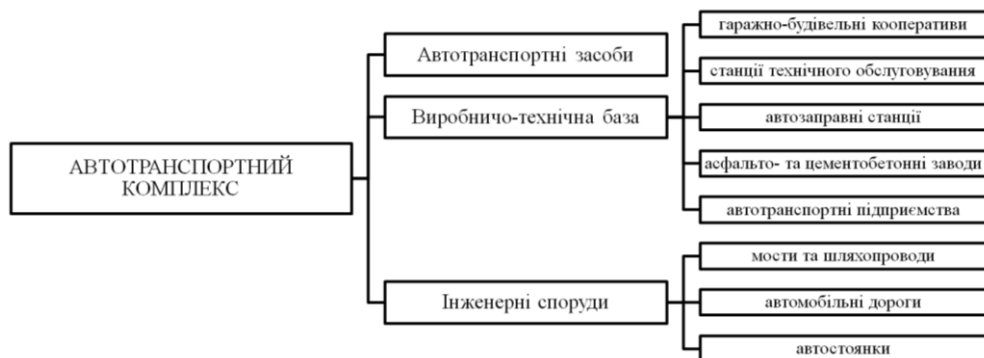 АВТОТРАНСПОРТНИЙ
КОМПЛЕКС
Автотранспортні засоби
Виробничо-технічна база
Інженерні споруди
гаражно-будівельні кооперативи
станції технічного обслуговування
автозаправні станції
асфальто- та цементобетонні заводи
автотранспортні підприємства
мости та шляхопроводи
автомобільні дороги
автостоянки